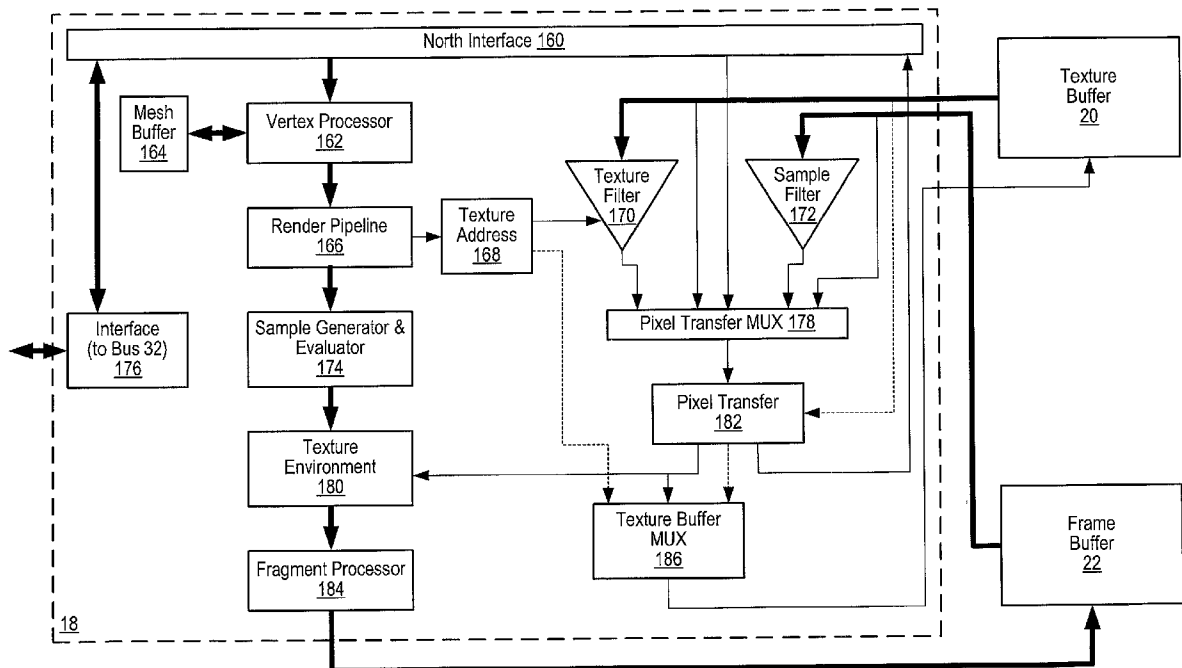 North Interface 160
Texture
Buffer
20
Mesh
Buffer
164
Vertex Processor
162
Texture
Filter
170
Sample
Filter
172
Render Pipeline
166
Texture
Address
168
Interface
(to Bus 32)
176
Sample Generator &
Evaluator
174
Pixel Transfer MUX 178
Pixel Transfer
182
Texture
Environment
180
Texture Buffer
MUX
186
Frame
Buffer
22
Fragment Processor
184
18